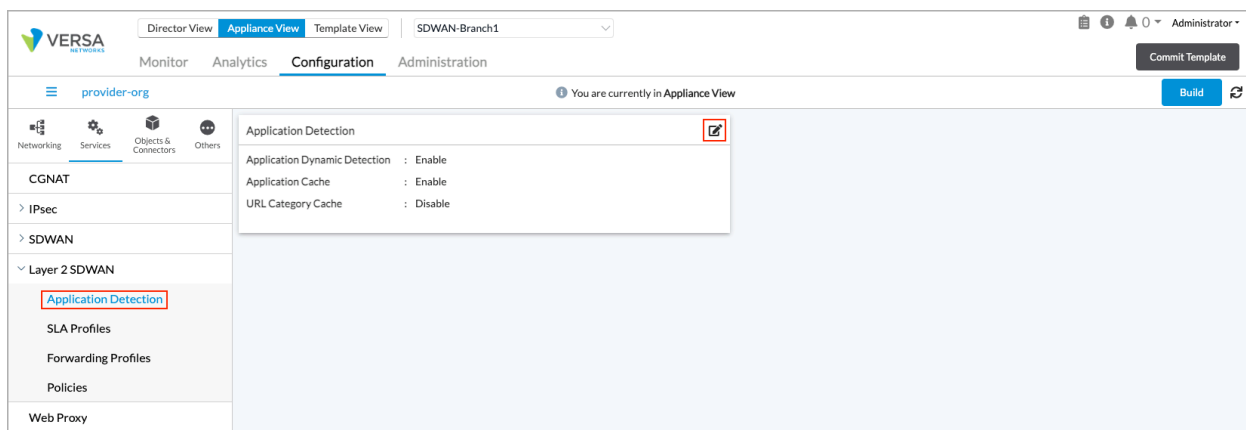 VERSA
NETWORKS
Director View Appliance View Template View SDWAN-Branch1
0 Administrator
Monitor Analytics Configuration Administration
Commit Template
provider-org
You are currently in Appliance View
Build
Networking Services Objects & Connectors Others
Application Detection
Application Dynamic Detection : Enable
Application Cache : Enable
URL Category Cache : Disable
CGNAT
IPsec
SDWAN
Layer 2 SDWAN
Application Detection
SLA Profiles
Forwarding Profiles
Policies
Web Proxy